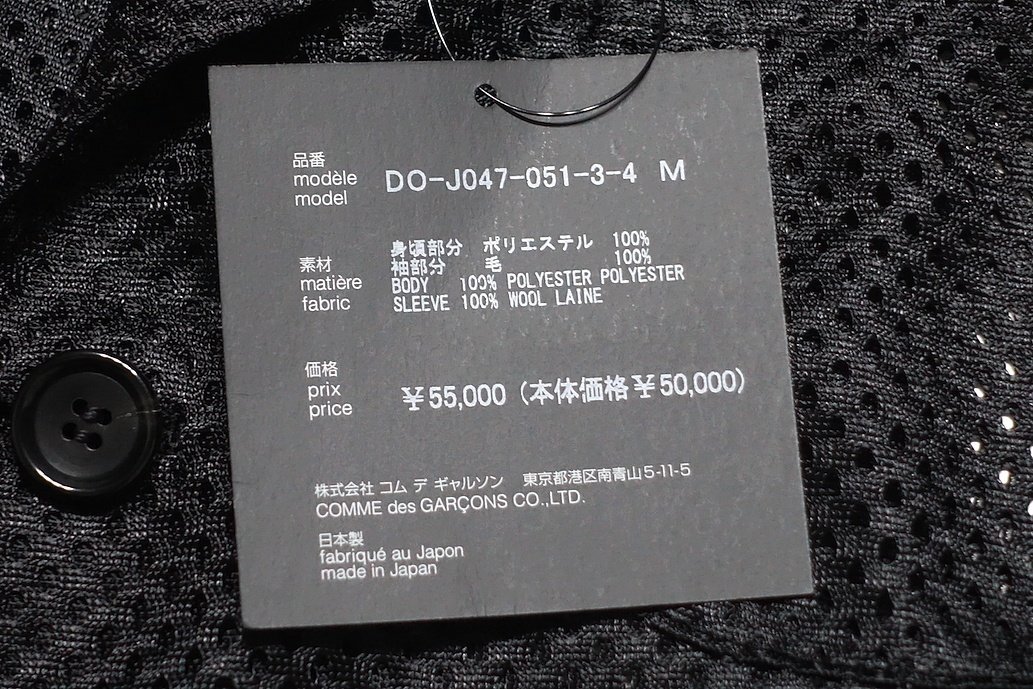 品番
modèle
model
DO-J047-051-3-4 M
素材
matière
fabric
身頃部分 ポリエステル 100%
袖部分 毛 100%
BODY 100% POLYESTER POLYESTER
SLEEVE 100% WOOL LAINE
価格
prix
price
¥55,000 (本体価格¥50,000)
株式会社 コム デ ギャルソン 東京都港区南青山5-11-5
COMME des GARÇONS CO.,LTD.
日本製
fabriqué au Japon
made in Japan